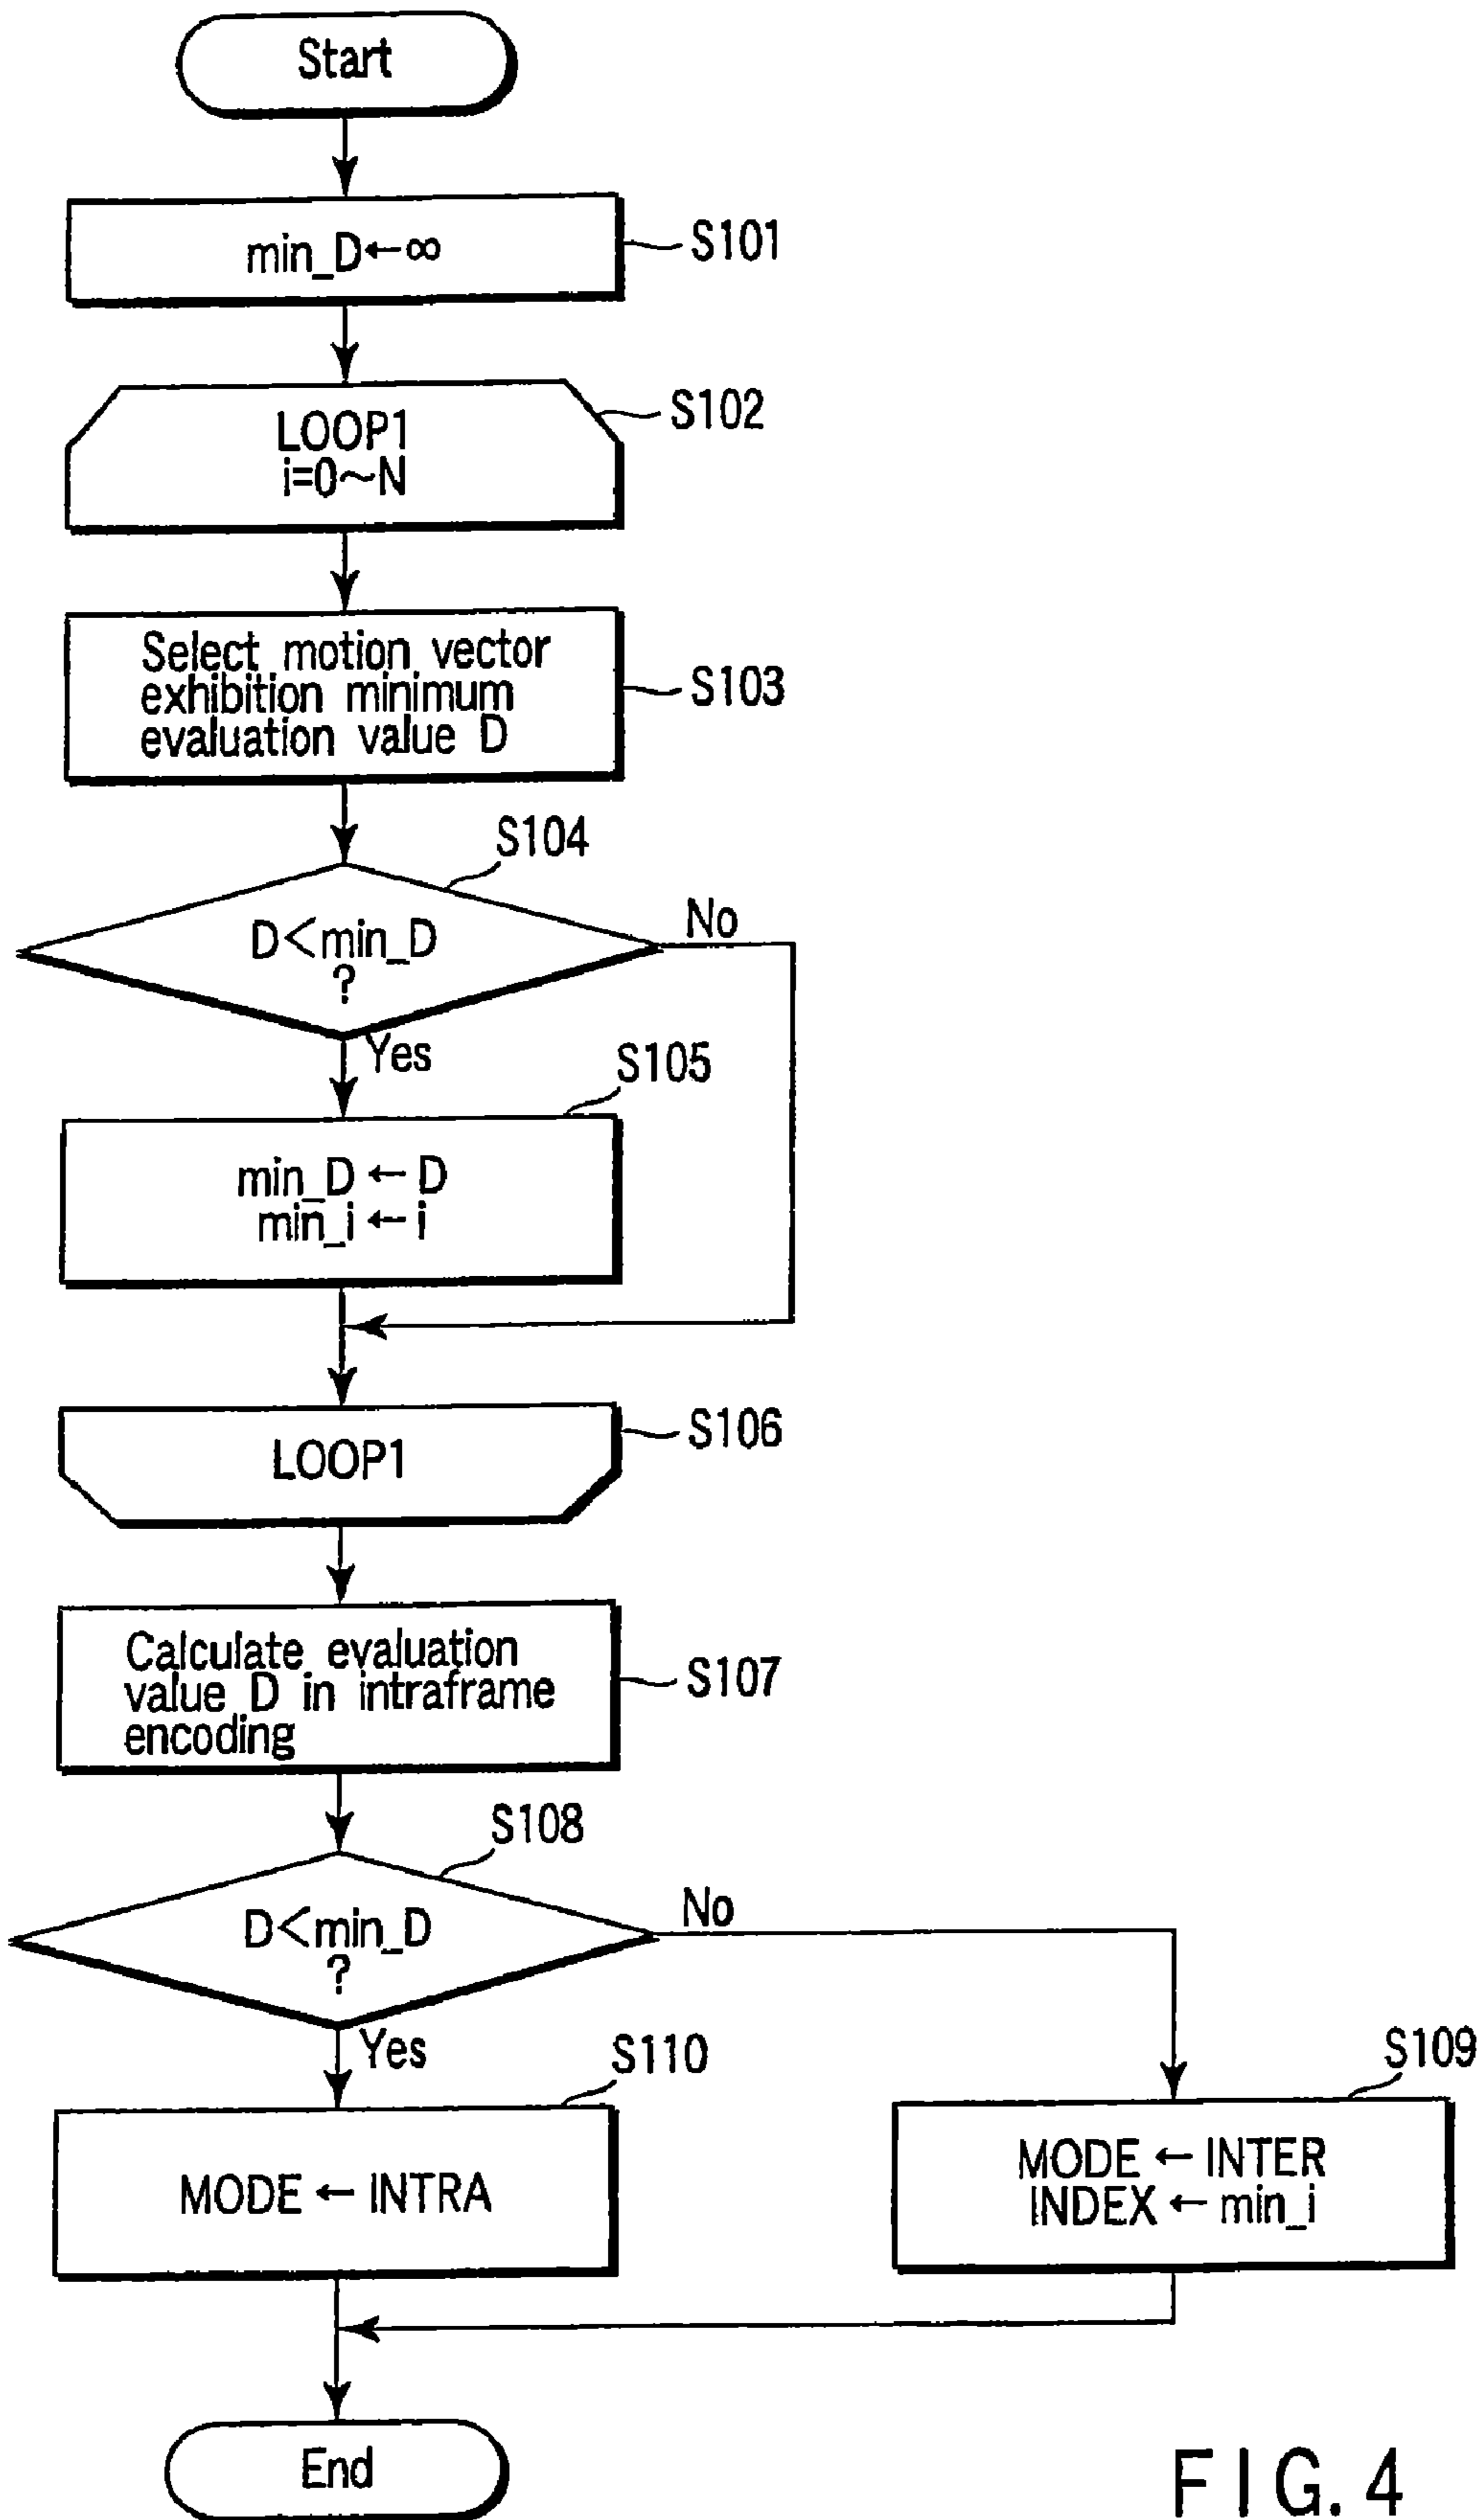 Start
min_D←∞
S101
LOOP1
i=0~N
S102
Select motion vector
exhibition minimum
evaluation value D
S103
S104
D<min_D
?
No
Yes
S105
min_D ← D
min_i ← i
LOOP1
S106
Calculate evaluation
value D in intraframe
encoding
S107
S108
D<min_D
?
No
Yes
S110
S109
MODE ← INTRA
MODE ← INTER
INDEX ← min_i
End
FIG. 4